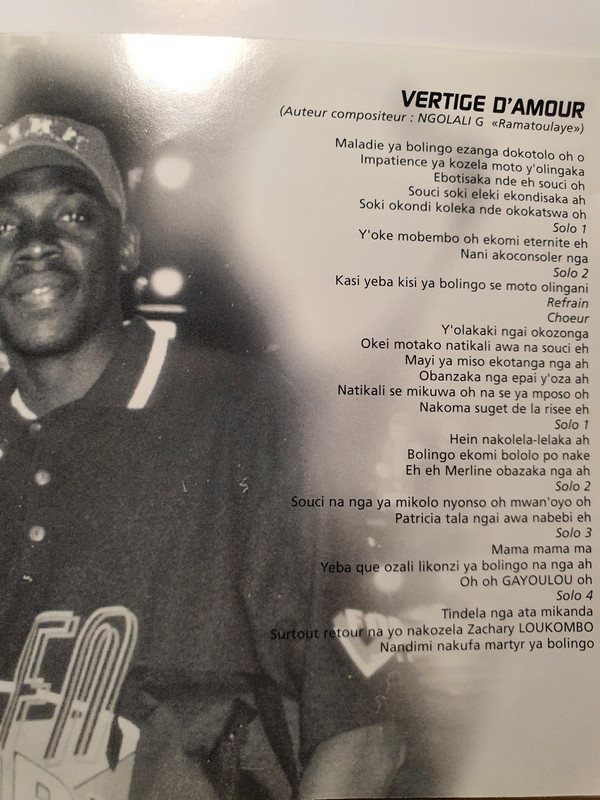 VERTIGE D'AMOUR
(Auteur compositeur : NGOLALI G «Ramatoulaye»)
Maladie ya bolingo ezanga dokotolo oh o
Impatience ya kozela moto y'olingaka
Ebotisaka nde eh souci oh
Souci soki eleki ekondisaka ah
Soki okondi koleka nde okokatswa oh
Solo 1
Y'oke mobembo oh ekomi eternite eh
Nani akoconsoler nga
Solo 2
Kasi yeba kisi ya bolingo se moto olingani
Refrain
Choeur
Y'olakaki ngai okozonga
Okei motako natikali awa na souci eh
Mayi ya miso ekotanga nga ah
Obanzaka nga epai y'oza ah
Natikali se mikuwa oh na se ya mposo oh
Nakoma suget de la risee eh
Solo 1
Hein nakolela-lelaka ah
Bolingo ekomi bololo po nake
Eh eh Merline obazaka nga ah
Solo 2
Souci na nga ya mikolo nyonso oh mwan'oyo oh
Patricia tala ngai awa nabebi eh
Solo 3
Mama mama ma
Yeba que ozali likonzi ya bolingo na nga ah
Oh oh GAYOULOU oh
Solo 4
Tindela nga ata mikanda
Surtout retour na yo nakozela Zachary LOUKOMBO
Nandimi nakufa martyr ya bolingo